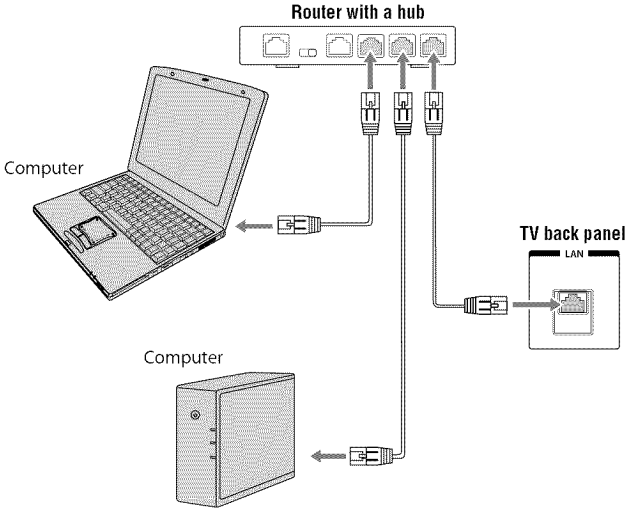 Router with a hub
Computer
TV back panel
LAN
Computer